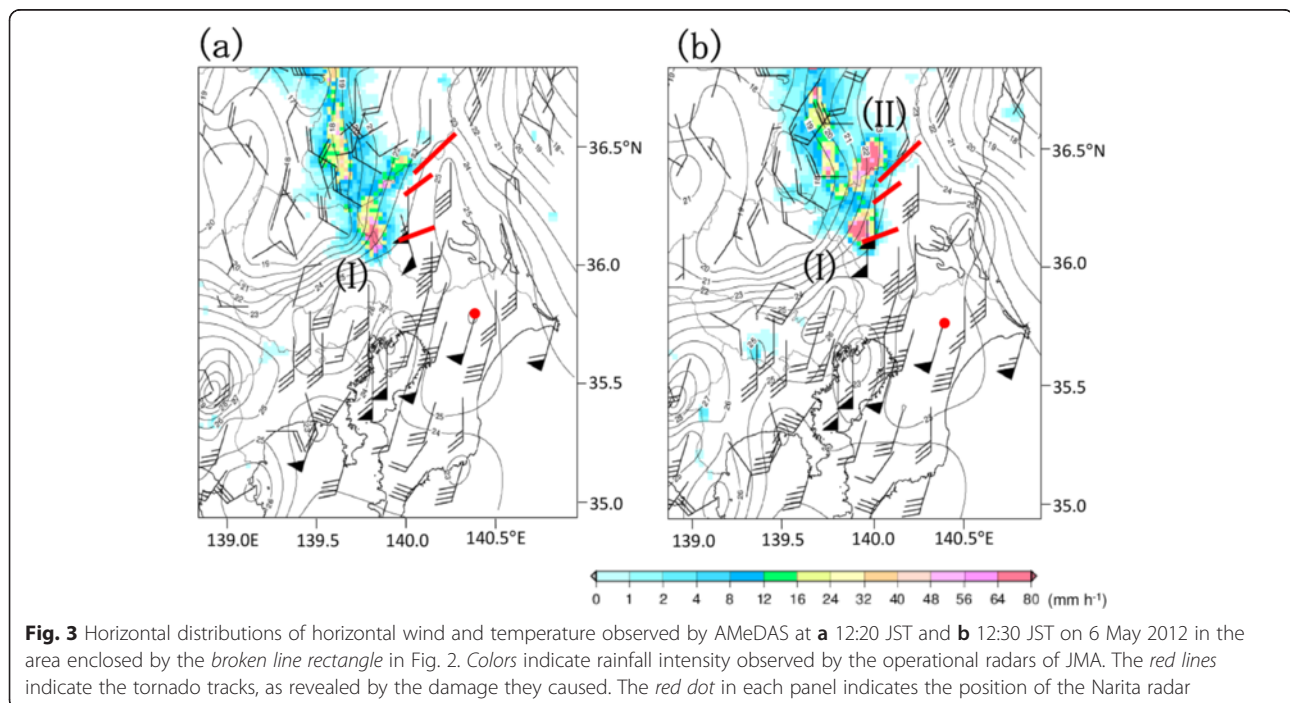 (a)
(b)
(II)
(I)
(I)
36.5°N
36.0
35.5
35.0
36.5°N
36.0
35.5
35.0
139.0E 139.5 140.0 140.5°E
139.0 139.5 140.0 140.5°E
0 1 2 4 8 12 16 24 32 40 48 56 64 80 (mm h⁻¹)
Fig. 3 Horizontal distributions of horizontal wind and temperature observed by AMeDAS at a 12:20 JST and b 12:30 JST on 6 May 2012 in the
area enclosed by the broken line rectangle in Fig. 2. Colors indicate rainfall intensity observed by the operational radars of JMA. The red lines
indicate the tornado tracks, as revealed by the damage they caused. The red dot in each panel indicates the position of the Narita radar